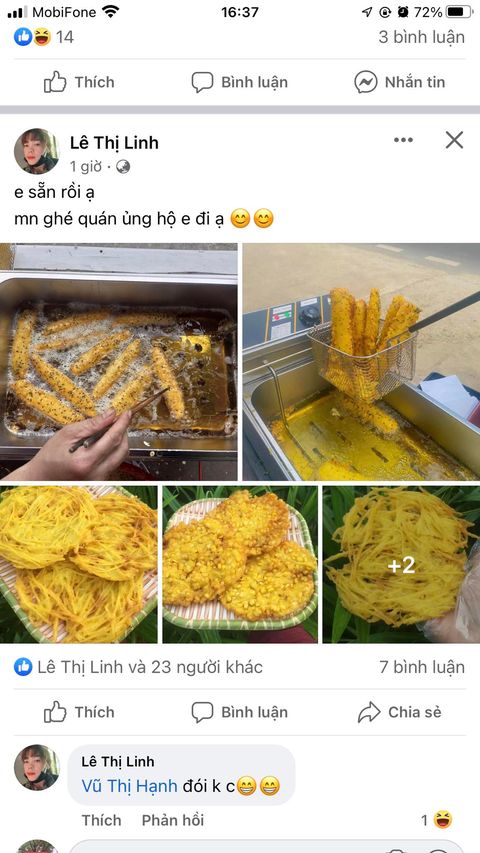 MobiFone 16:37 72%
14 3 bình luận
Thích Bình luận Nhắn tin
Lê Thị Linh
1 giờ ·
e sẵn rồi ạ
mn ghé quán ủng hộ e đi ạ 😊😊
+2
Lê Thị Linh và 23 người khác 7 bình luận
Thích Bình luận Chia sẻ
Lê Thị Linh
Vũ Thị Hạnh đói k c😁😁
Thích Phản hồi 1